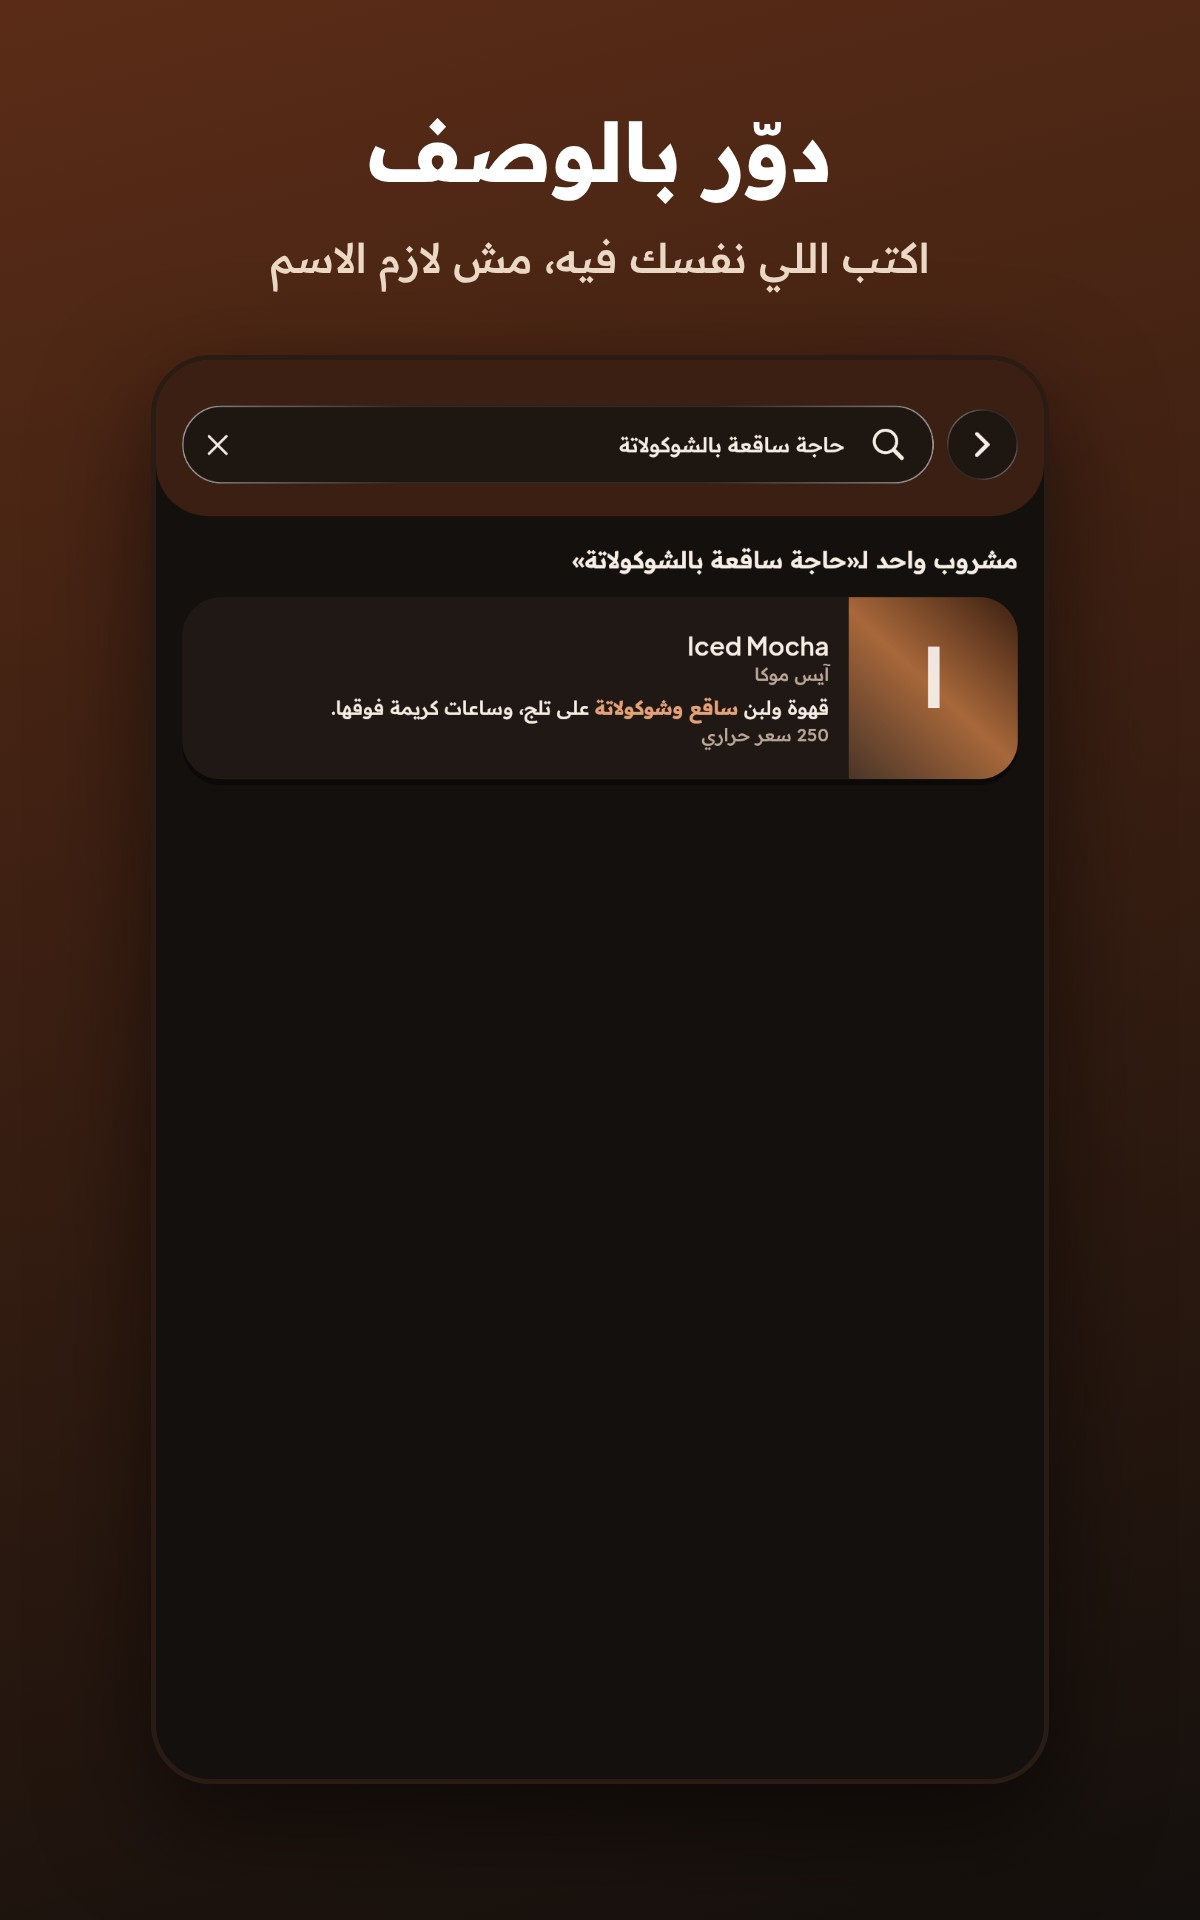 دوّر بالوصف
اكتب اللي نفسك فيه، مش لازم الاسم
حاجة ساقعة بالشوكولاتة
مشروب واحد لـ«حاجة ساقعة بالشوكولاتة»
I
Iced Mocha
آيس موكا
قهوة ولبن ساقع وشوكولاتة على تلج، وساعات كريمة فوقها.
250 سعر حراري